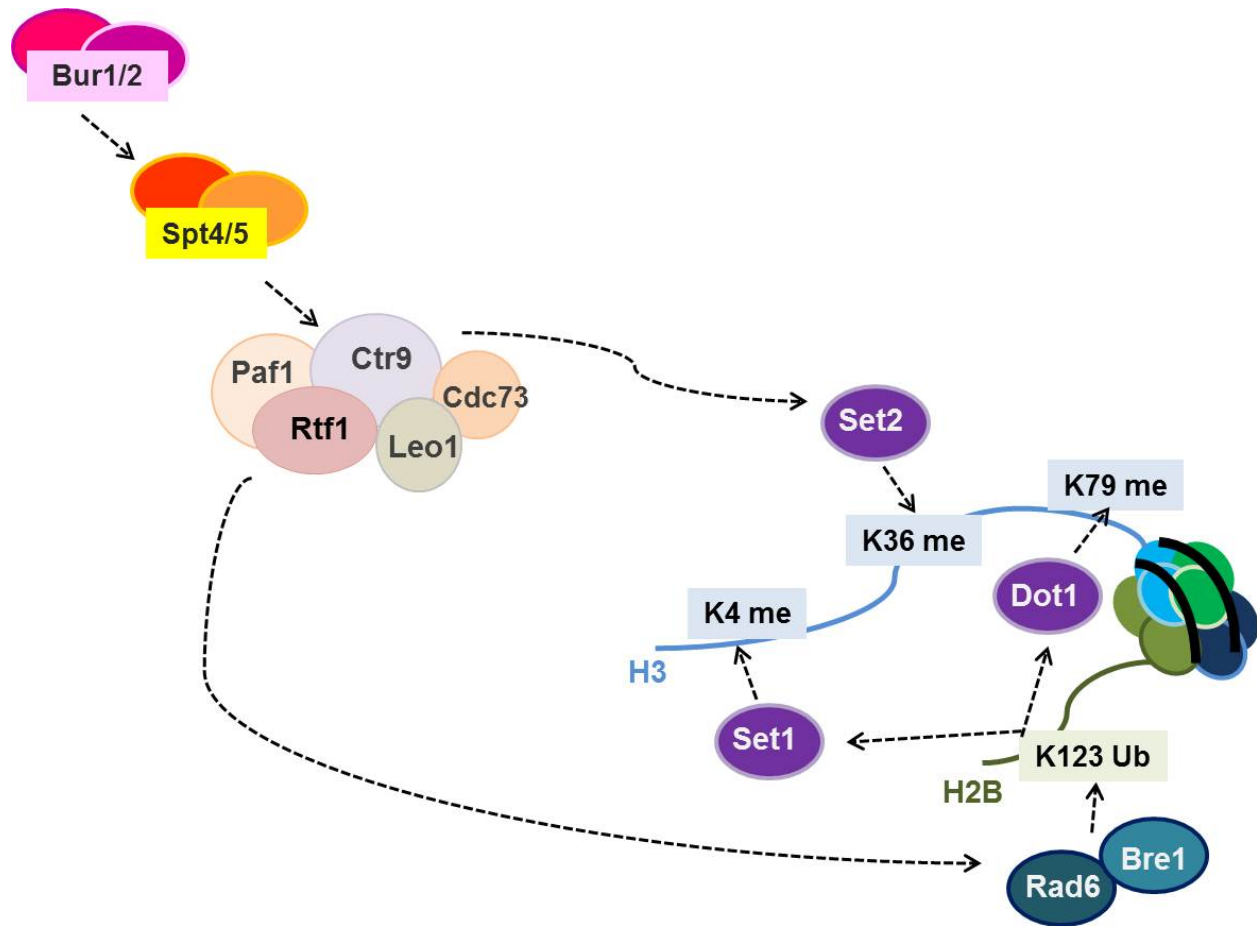 Bur1/2
Spt4/5
Paf1
Ctr9
Cdc73
Rtf1
Leo1
Set2
K79 me
K36 me
Dot1
K4 me
H3
Set1
K123 Ub
H2B
Bre1
Rad6